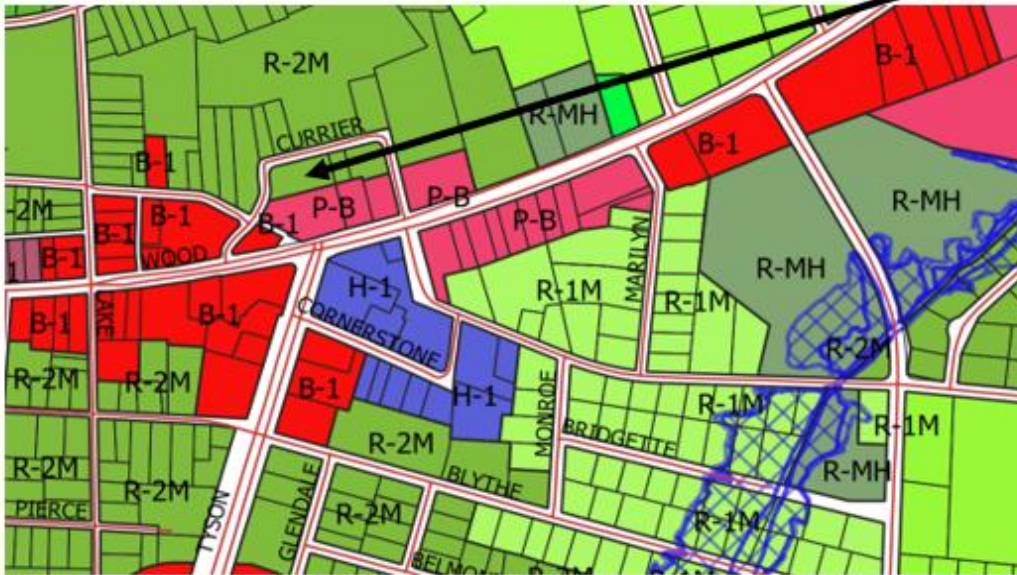 R-2M
B-1
CURRIER
R-MH
B-1
B-1
R-MH
-2M
B-1
B-1
B-1
P-B
P-B
P-B
B-1
WOOD
R-MH
1
H-1
R-1M
MARILYN
R-1M
B-1
LAKE
B-1
CORNERSTONE
R-2M
R-2M
R-2M
B-1
H-1
R-1M
R-1M
MONROE
BRIDGETTE
R-2M
R-2M
R-2M
BLYTHE
R-MH
PIERCE
TYSON
GLENDALE
R-2M
R-1M
R-1M